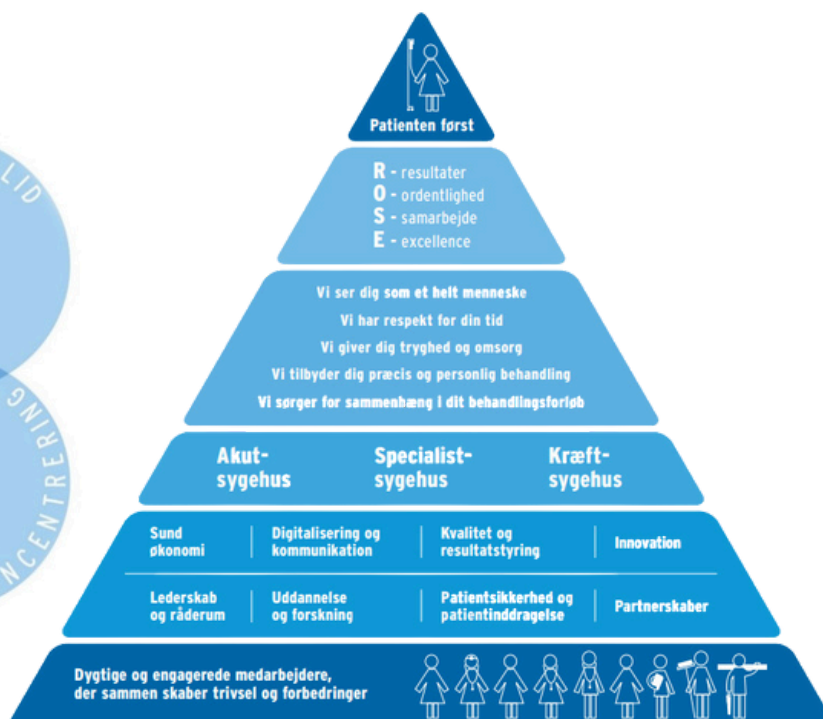 Patienten først
R - resultater
O - ordentlighed
S - samarbejde
E - excellence
Vi ser dig som et helt menneske
Vi har respekt for din tid
Vi giver dig tryghed og omsorg
Vi tilbyder dig præcis og personlig behandling
Vi sørger for sammenhæng i dit behandlingsforløb
Akut-
sygehus
Specialist-
sygehus
Kræft-
sygehus
Sund
økonomi
Digitalisering og
kommunikation
Kvalitet og
resultatstyring
Innovation
Lederskab
og råderum
Uddannelse
og forskning
Patientsikkerhed og
patientinddragelse
Partnerskaber
Dygtige og engagerede medarbejdere,
der sammen skaber trivsel og forbedringer
LID
NCENTRERING